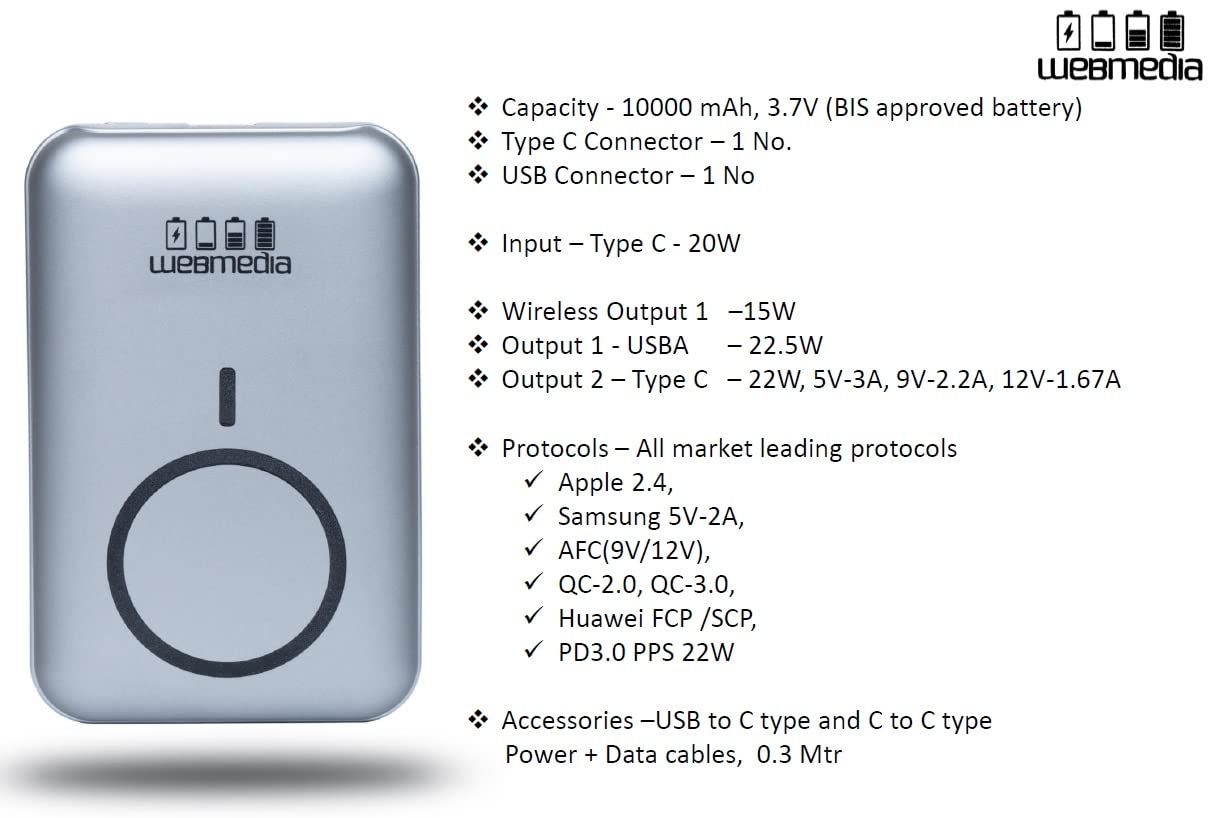 WEBMEDIA
Capacity - 10000 mAh, 3.7V (BIS approved battery)
Type C Connector – 1 No.
USB Connector – 1 No
Input – Type C - 20W
Wireless Output 1 –15W
Output 1 - USBA – 22.5W
Output 2 – Type C – 22W, 5V-3A, 9V-2.2A, 12V-1.67A
Protocols – All market leading protocols
Apple 2.4,
Samsung 5V-2A,
AFC(9V/12V),
QC-2.0, QC-3.0,
Huawei FCP /SCP,
PD3.0 PPS 22W
Accessories –USB to C type and C to C type
Power + Data cables, 0.3 Mtr
WEBMEDIA